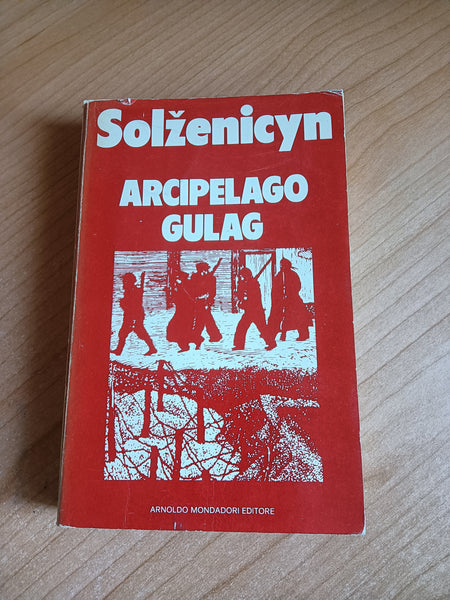 Solženicyn
ARCIPELAGO
GULAG
ARNOLDO MONDADORI EDITORE